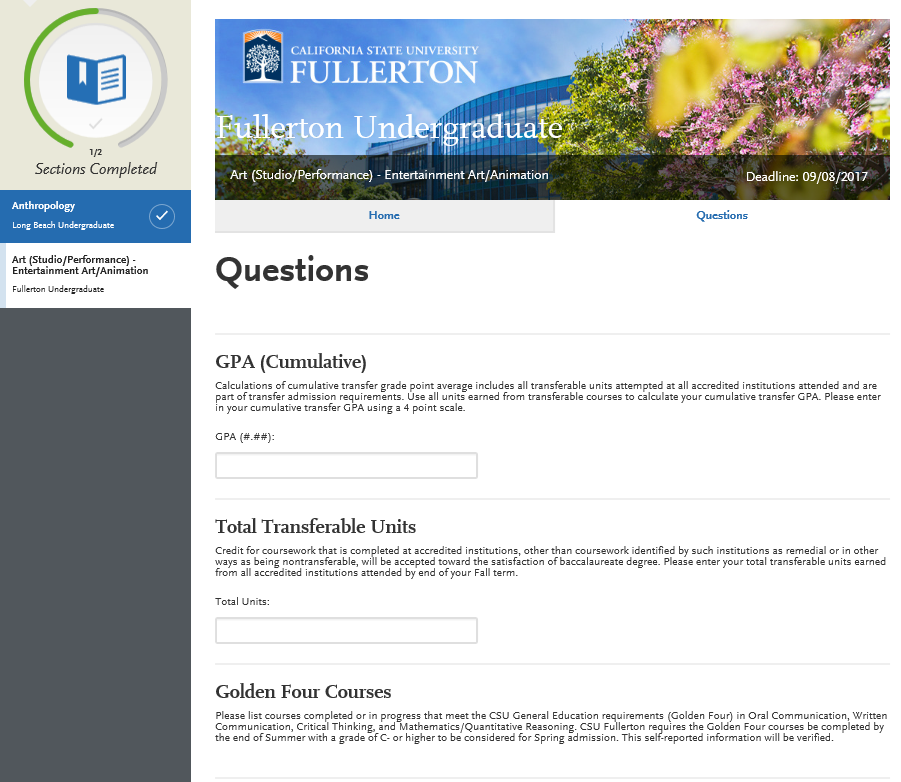 1/2
Sections Completed
Anthropology
Long Beach Undergraduate
Art (Studio/Performance) -
Entertainment Art/Animation
Fullerton Undergraduate
CALIFORNIA STATE UNIVERSITY
FULLERTON
Fullerton Undergraduate
Art (Studio/Performance) - Entertainment Art/Animation
Deadline: 09/08/2017
Home
Questions
Questions
GPA (Cumulative)
Calculations of cumulative transfer grade point average includes all transferable units attempted at all accredited institutions attended and are
part of transfer admission requirements. Use all units earned from transferable courses to calculate your cumulative transfer GPA. Please enter
in your cumulative transfer GPA using a 4 point scale.
GPA (#.##):
Total Transferable Units
Credit for coursework that is completed at accredited institutions, other than coursework identified by such institutions as remedial or in other
ways as being nontransferable, will be accepted toward the satisfaction of baccalaureate degree. Please enter your total transferable units earned
from all accredited institutions attended by end of your Fall term.
Total Units:
Golden Four Courses
Please list courses completed or in progress that meet the CSU General Education requirements (Golden Four) in Oral Communication, Written
Communication, Critical Thinking, and Mathematics/Quantitative Reasoning. CSU Fullerton requires the Golden Four courses be completed by
the end of Summer with a grade of C- or higher to be considered for Spring admission. This self-reported information will be verified.